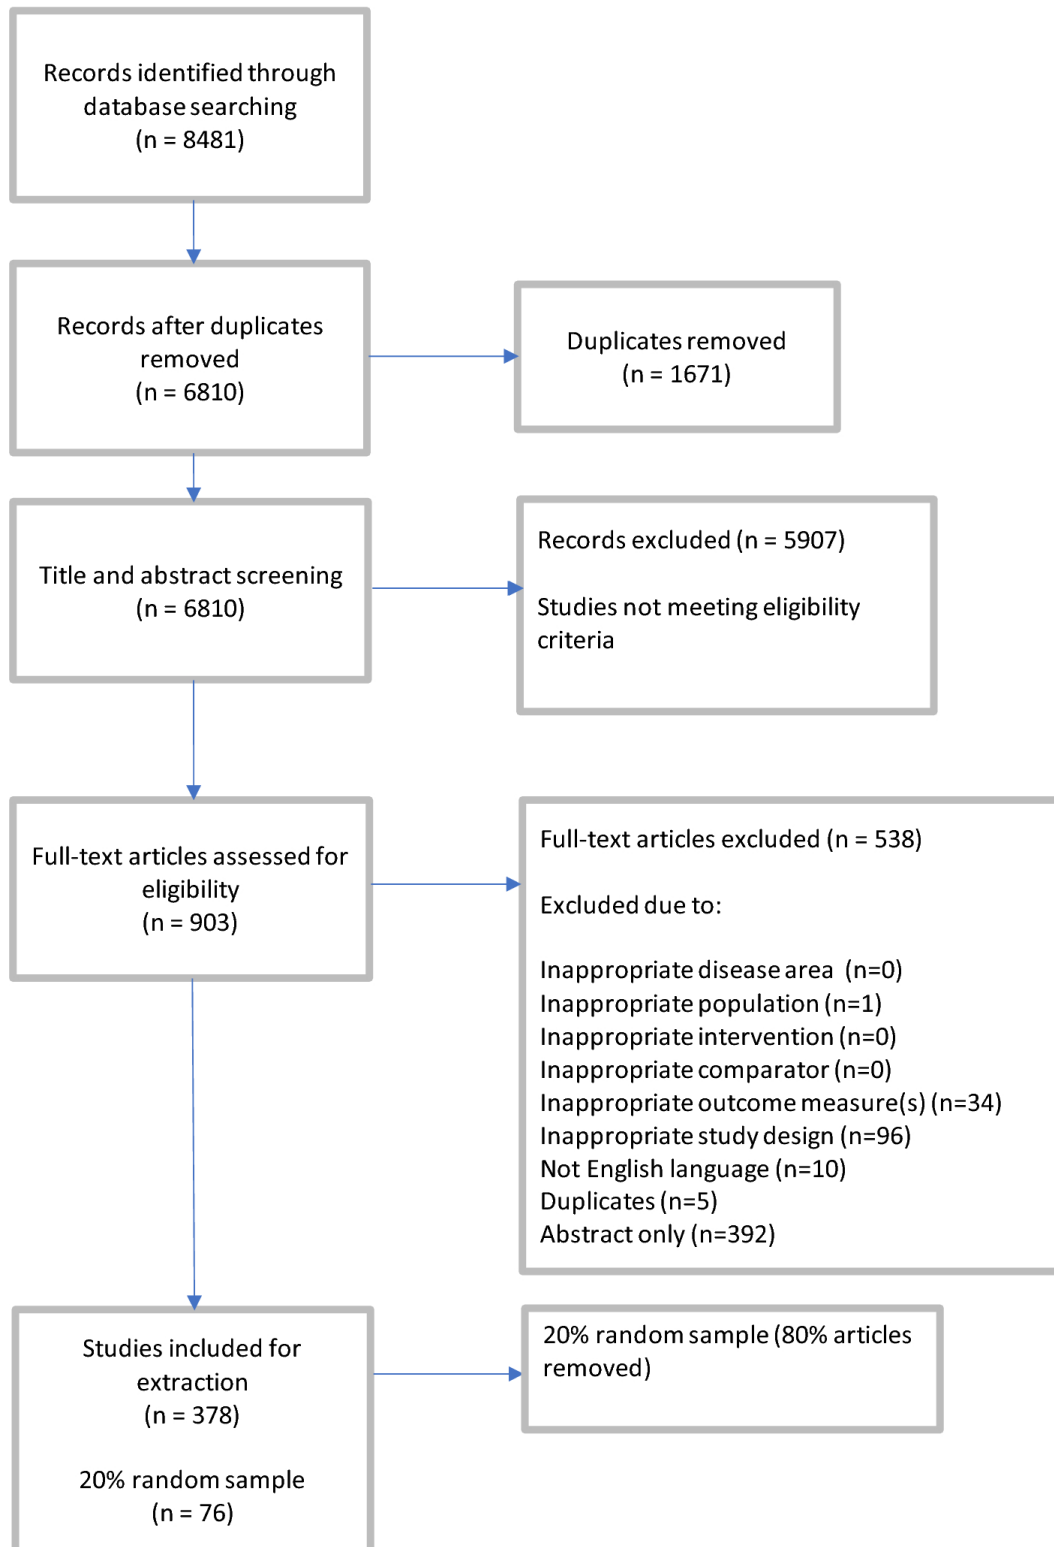 Records identified through
database searching
(n = 8481)
Records after duplicates
removed
(n = 6810)
Duplicates removed
(n = 1671)
Title and abstract screening
(n = 6810)
Records excluded (n = 5907)
Studies not meeting eligibility
criteria
Full-text articles assessed for
eligibility
(n = 903)
Full-text articles excluded (n = 538)
Excluded due to:
Inappropriate disease area  (n=0)
Inappropriate population (n=1)
Inappropriate intervention (n=0)
Inappropriate comparator (n=0)
Inappropriate outcome measure(s) (n=34)
Inappropriate study design (n=96)
Not English language (n=10)
Duplicates (n=5)
Abstract only (n=392)
Studies included for
extraction
(n = 378)
20% random sample
(n = 76)
20% random sample (80% articles
removed)